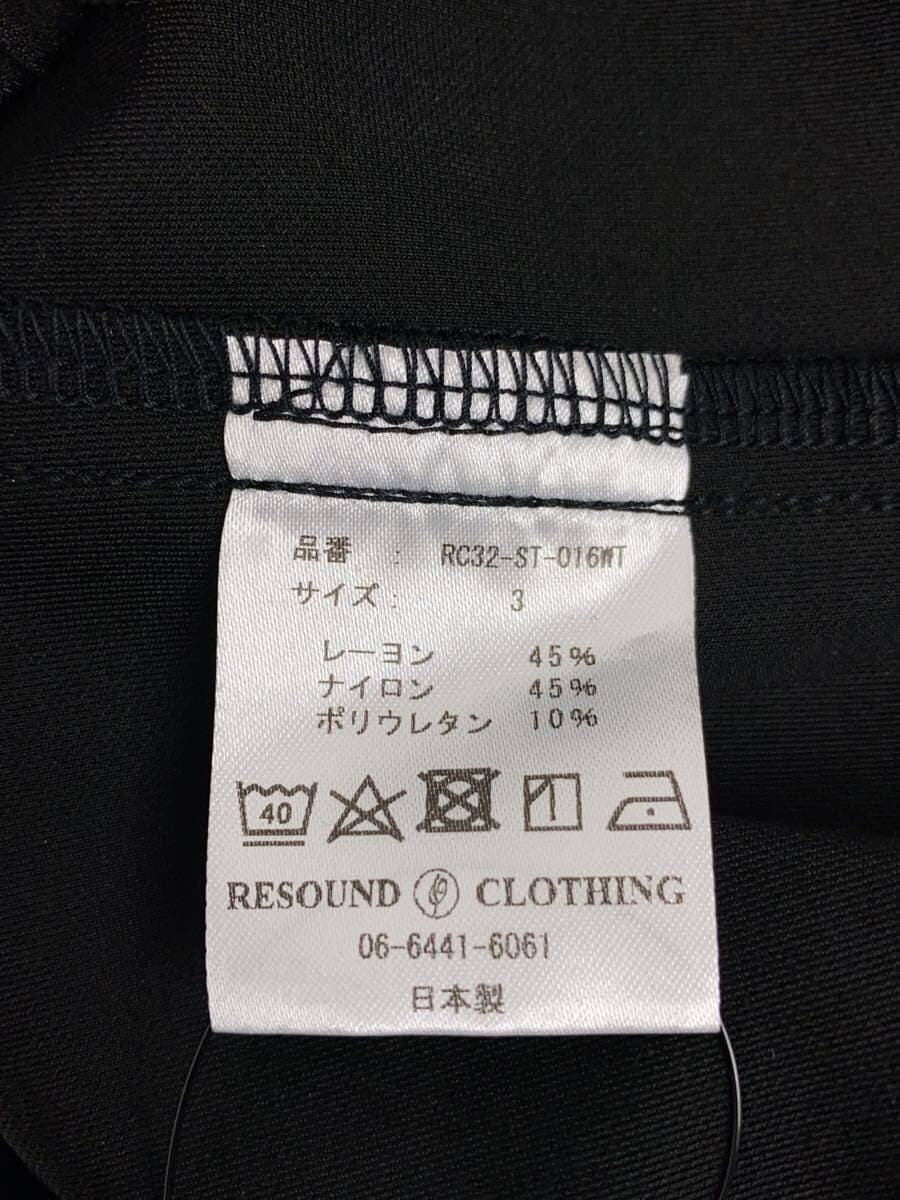 品番 : RC32-ST-016WT
サイズ : 3
レーヨン 45%
ナイロン 45%
ポリウレタン 10%
40
RESOUND CLOTHING
06-6441-6061
日本製